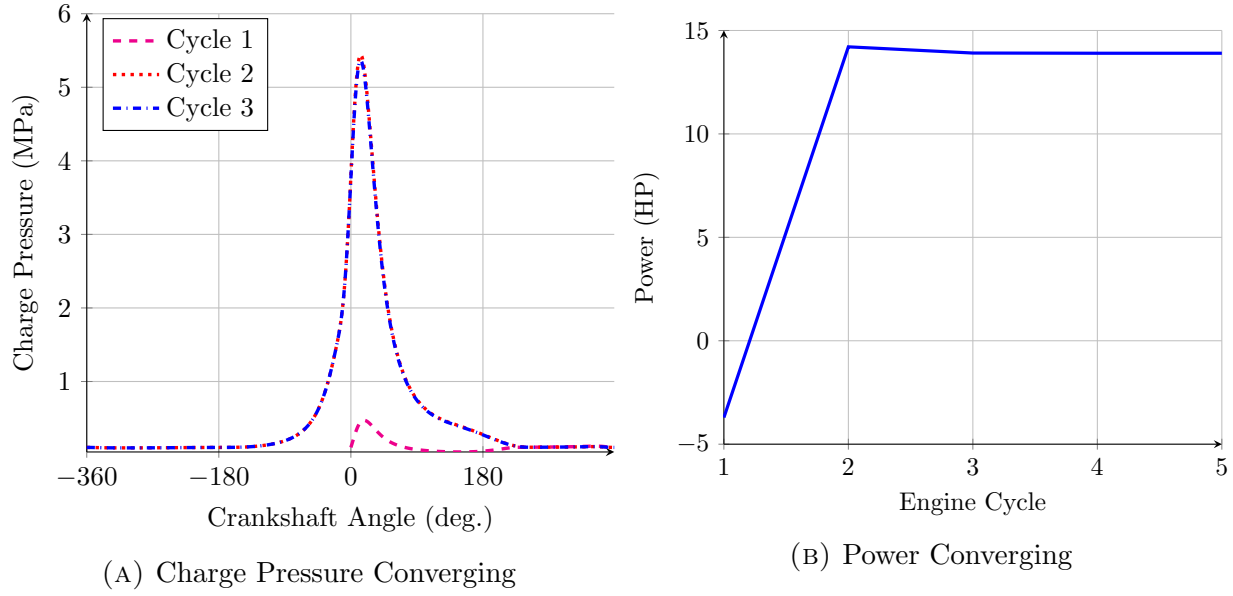 6
5
4
3
2
1
Charge Pressure (MPa)
Cycle 1
Cycle 2
Cycle 3
−360
−180
0
180
Crankshaft Angle (deg.)
(A) Charge Pressure Converging
15
10
5
0
−5
Power (HP)
1
2
3
4
5
Engine Cycle
(B) Power Converging